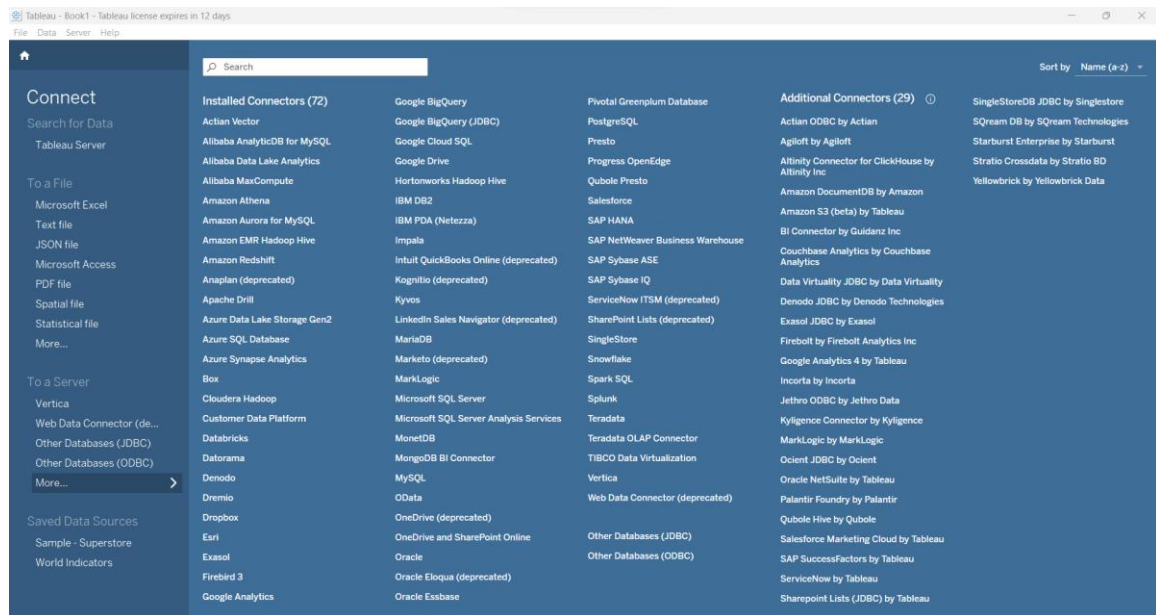 Tableau - Book1 - Tableau license expires in 12 days
File Data Server Help
Connect
Search for Data
Tableau Server
To a File
Microsoft Excel
Text file
JSON file
Microsoft Access
PDF file
Spatial file
Statistical file
More...
To a Server
Vertica
Web Data Connector (de...
Other Databases (JDBC)
Other Databases (ODBC)
More...
Saved Data Sources
Sample - Superstore
World Indicators
Search
Sort by Name (a-z)
Installed Connectors (72)
Actian Vector
Alibaba AnalyticDB for MySQL
Alibaba Data Lake Analytics
Alibaba MaxCompute
Amazon Athena
Amazon Aurora for MySQL
Amazon EMR Hadoop Hive
Amazon Redshift
Anaplan (deprecated)
Apache Drill
Azure Data Lake Storage Gen2
Azure SQL Database
Azure Synapse Analytics
Box
Cloudera Hadoop
Customer Data Platform
Databricks
Datorama
Denodo
Dremio
Dropbox
Esri
Exasol
Firebird 3
Google Analytics
Google BigQuery
Google BigQuery (JDBC)
Google Cloud SQL
Google Drive
Hortonworks Hadoop Hive
IBM DB2
IBM PDA (Netezza)
Impala
Intuit QuickBooks Online (deprecated)
Kognitio (deprecated)
Kyvos
LinkedIn Sales Navigator (deprecated)
MariaDB
Marketo (deprecated)
MarkLogic
Microsoft SQL Server
Microsoft SQL Server Analysis Services
MonetDB
MongoDB BI Connector
MySQL
OData
OneDrive (deprecated)
OneDrive and SharePoint Online
Oracle
Oracle Eloqua (deprecated)
Oracle Essbase
Pivotal Greenplum Database
PostgreSQL
Presto
Progress OpenEdge
Qubole Presto
Salesforce
SAP HANA
SAP NetWeaver Business Warehouse
SAP Sybase ASE
SAP Sybase IQ
ServiceNow ITSM (deprecated)
SharePoint Lists (deprecated)
SingleStore
Snowflake
Spark SQL
Splunk
Teradata
Teradata OLAP Connector
TIBCO Data Virtualization
Vertica
Web Data Connector (deprecated)
Other Databases (JDBC)
Other Databases (ODBC)
Additional Connectors (29)
Actian ODBC by Actian
Agiloft by Agiloft
Altinity Connector for ClickHouse by
Altinity Inc
Amazon DocumentDB by Amazon
Amazon S3 (beta) by Tableau
BI Connector by Guidanz Inc
Couchbase Analytics by Couchbase
Analytics
Data Virtuality JDBC by Data Virtuality
Denodo JDBC by Denodo Technologies
Exasol JDBC by Exasol
Firebolt by Firebolt Analytics Inc
Google Analytics 4 by Tableau
Incorta by Incorta
Jethro ODBC by Jethro Data
Kyligence Connector by Kyligence
MarkLogic by MarkLogic
Ocient JDBC by Ocient
Oracle NetSuite by Tableau
Palantir Foundry by Palantir
Qubole Hive by Qubole
Salesforce Marketing Cloud by Tableau
SAP SuccessFactors by Tableau
ServiceNow by Tableau
Sharepoint Lists (JDBC) by Tableau
SingleStoreDB JDBC by Singlestore
SQream DB by SQream Technologies
Starburst Enterprise by Starburst
Stratio Crossdata by Stratio BD
Yellowbrick by Yellowbrick Data